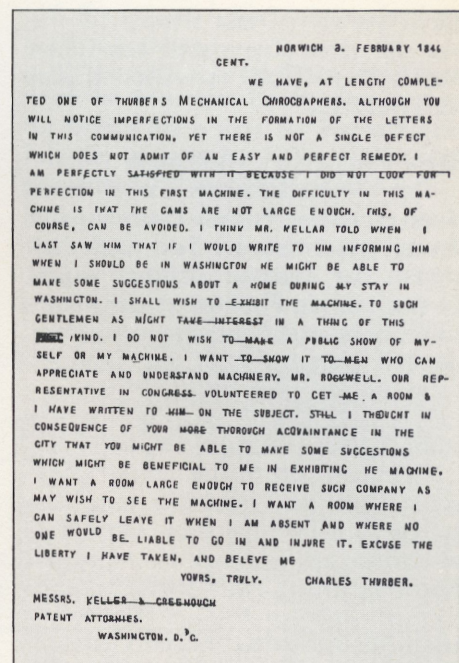 NORWICH 3. FEBRUARY 1846
GENT.
WE HAVE, AT LENGTH COMPLE-
TED ONE OF THURBERS MECHANICAL CHIROGRAPHERS. ALTHOUGH YOU
WILL NOTICE IMPERFECTIONS IN THE FORMATION OF THE LETTERS
IN THIS COMMUNICATION, YET THERE IS NOT A SINGLE DEFECT
WHICH DOES NOT ADMIT OF AN EASY AND PERFECT REMEDY. I
AM PERFECTLY SATISFIED WITH IT BECAUSE I DID NOT LOOK FOR
PERFECTION IN THIS FIRST MACHINE. THE DIFFICULTY IN THIS MA-
CHINE IS THAT THE CAMS ARE NOT LARGE ENOUGH. THIS, OF
COURSE, CAN BE AVOIDED. I THINK MR. KELLAR TOLD WHEN I
LAST SAW HIM THAT IF I WOULD WRITE TO HIM INFORMING HIM
WHEN I SHOULD BE IN WASHINGTON HE MIGHT BE ABLE TO
MAKE SOME SUGGESTIONS ABOUT A HOME DURING MY STAY IN
WASHINGTON. I SHALL WISH TO EXHIBIT THE MACHINE. TO SUCH
GENTLEMEN AS MIGHT TAKE INTEREST IN A THING OF THIS
KIND. I DO NOT WISH TO MAKE A PUBLIC SHOW OF MY-
SELF OR MY MACHINE. I WANT TO SHOW IT TO MEN WHO CAN
APPRECIATE AND UNDERSTAND MACHINERY. MR. ROCKWELL. OUR REP-
RESENTATIVE IN CONGRESS VOLUNTEERED TO GET ME A ROOM &
I HAVE WRITTEN TO HIM ON THE SUBJECT. STILL I THOUGHT IN
CONSEQUENCE OF YOUR MORE THOROUGH ACQVAINTANCE IN THE
CITY THAT YOU MIGHT BE ABLE TO MAKE SOME SUGGESTIONS
WHICH MIGHT BE BENEFICIAL TO ME IN EXHIBITING HE MACHINE.
I WANT A ROOM LARGE ENOUGH TO RECEIVE SUCH COMPANY AS
MAY WISH TO SEE THE MACHINE. I WANT A ROOM WHERE I
CAN SAFELY LEAVE IT WHEN I AM ABSENT AND WHERE NO
ONE WOULD BE LIABLE TO GO IN AND INJURE IT. EXCUSE THE
LIBERTY I HAVE TAKEN, AND BELEVE ME
YOURS, TRULY. CHARLES THURBER.
MESSRS. KELLER & GREENOUGH
PATENT ATTORNIES.
WASHINGTON. D. C.